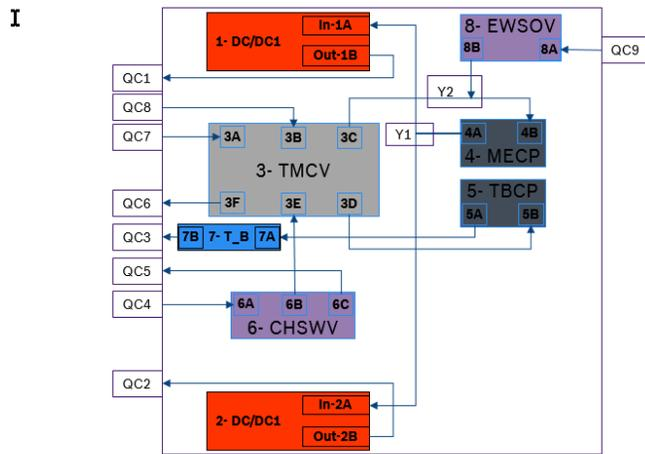 I
In-1A
1- DC/DC1
Out-1B
8- EWSOV
8B
8A
QC9
QC1
QC8
QC7
Y2
3A
3B
3C
Y1
4A
4B
3- TMCV
4- MECP
5- TBCP
QC6
3F
3E
3D
5A
5B
QC3
7B
7- T_B
7A
QC5
QC4
6A
6B
6C
6- CHSWV
QC2
In-2A
2- DC/DC1
Out-2B